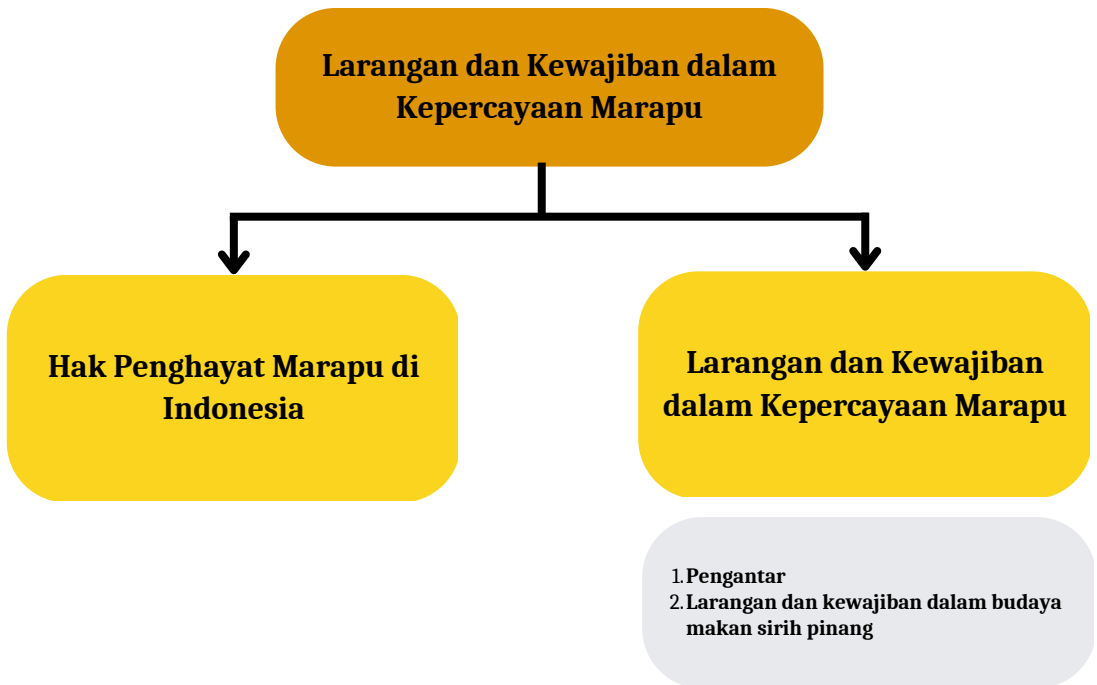 Larangan dan Kewajiban dalam
Kepercayaan Marapu
Hak Penghayat Marapu di
Indonesia
Larangan dan Kewajiban
dalam Kepercayaan Marapu
1. Pengantar
2. Larangan dan kewajiban dalam budaya
makan sirih pinang